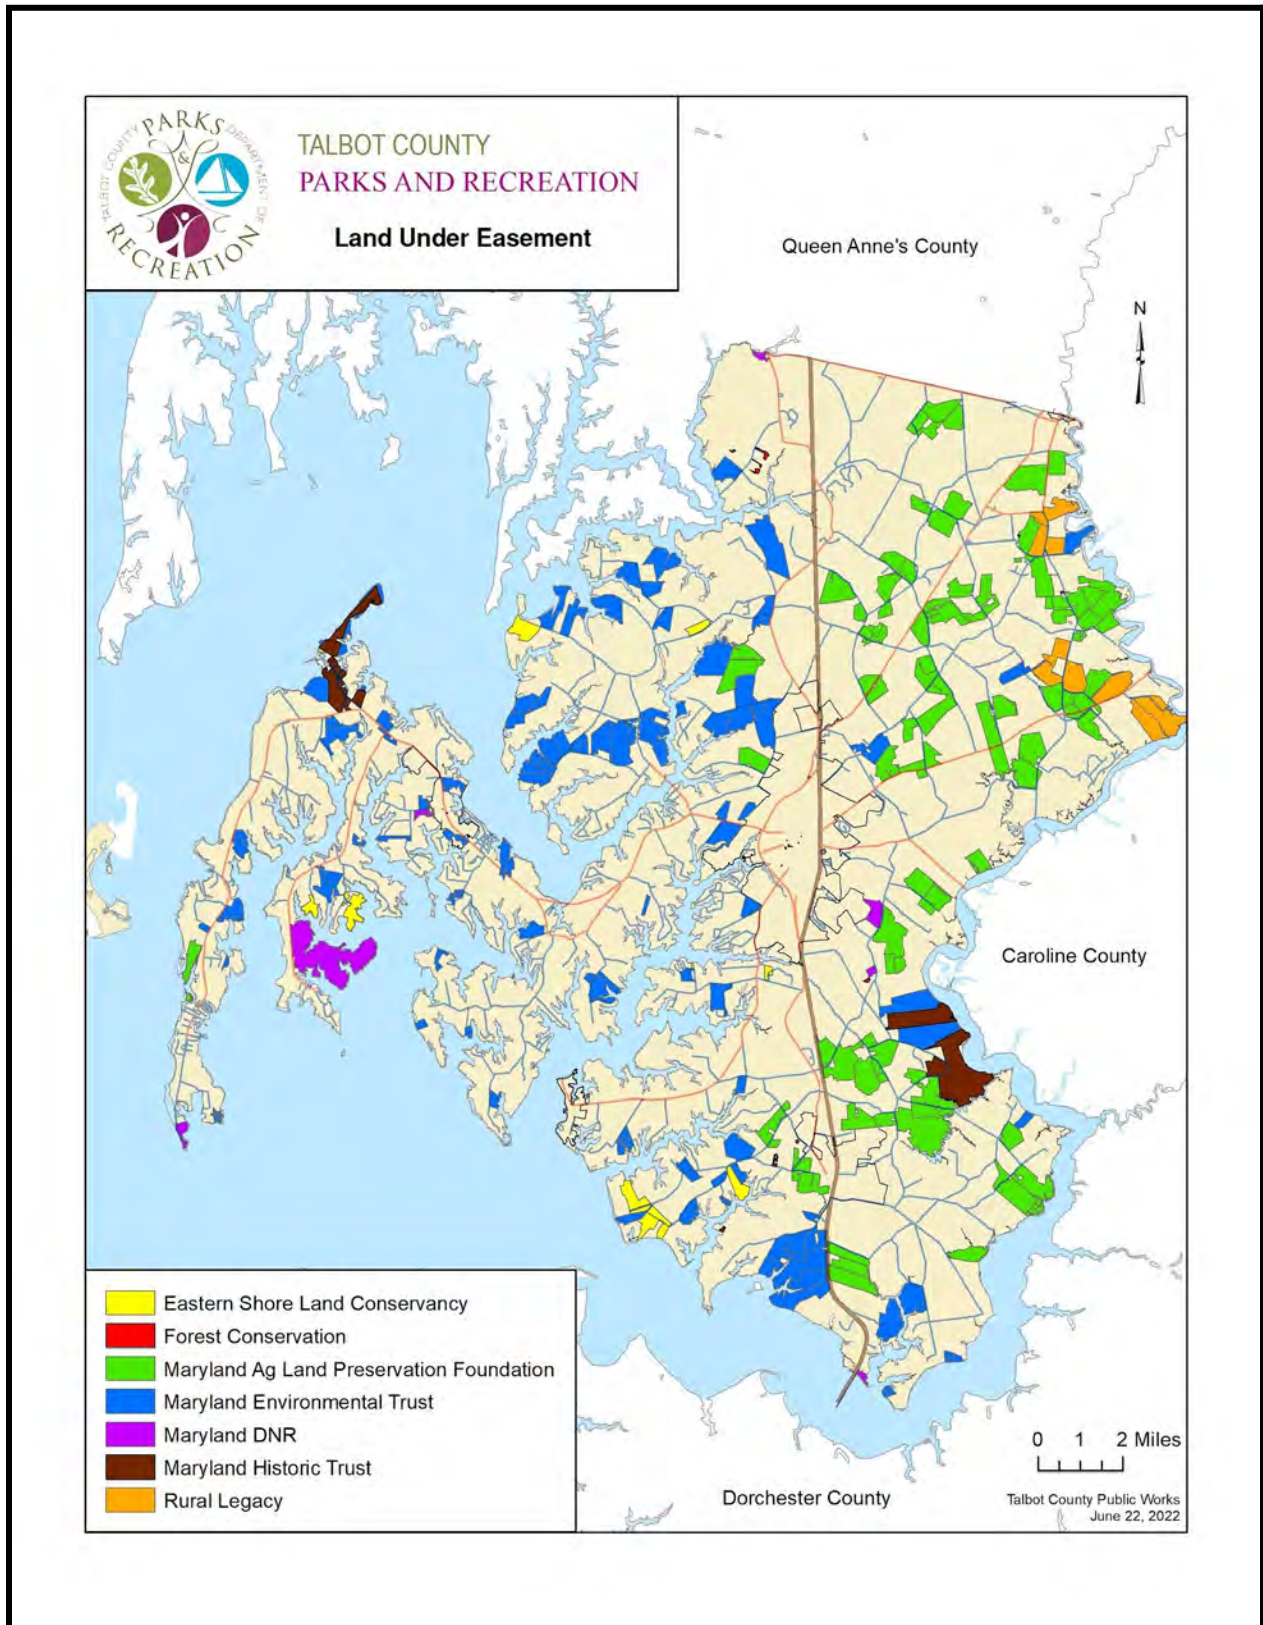 PARKS
&
TALBOT COUNTY
DEPARTMENT OF
RECREATION
TALBOT COUNTY
PARKS AND RECREATION
Land Under Easement
Queen Anne's County
N
Caroline County
Eastern Shore Land Conservancy
Forest Conservation
Maryland Ag Land Preservation Foundation
Maryland Environmental Trust
Maryland DNR
Maryland Historic Trust
Rural Legacy
0 1 2 Miles
Dorchester County
Talbot County Public Works
June 22, 2022